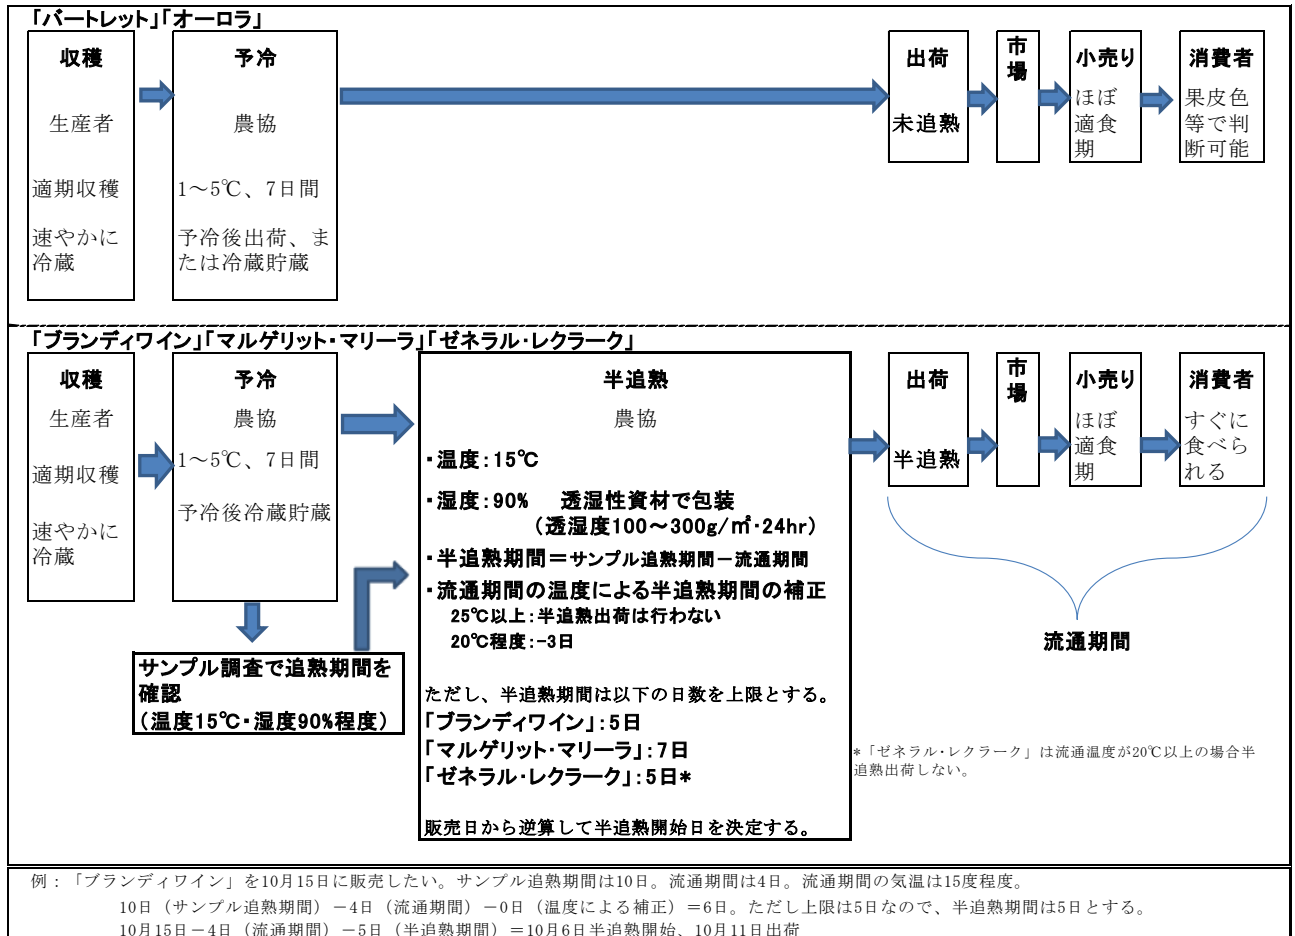 「バートレット」「オーロラ」
収穫
生産者
適期収穫
速やかに
冷蔵
予冷
農協
1～5℃、7日間
予冷後出荷、ま
たは冷蔵貯蔵
出荷
未追熟
市
場
小売り
ほぼ
適食
期
消費者
果皮色
等で判
断可能
「ブランディワイン」「マルゲリット・マリーラ」「ゼネラル・レクラーク」
収穫
生産者
適期収穫
速やかに
冷蔵
予冷
農協
1～5℃、7日間
予冷後冷蔵貯蔵
サンプル調査で追熟期間を
確認
（温度15℃・湿度90%程度）
半追熟
農協
・温度：15℃
・湿度：90%　透湿性資材で包装
（透湿度100～300g/㎡・24hr）
・半追熟期間＝サンプル追熟期間－流通期間
・流通期間の温度による半追熟期間の補正
25℃以上：半追熟出荷は行わない
20℃程度：-3日
ただし、半追熟期間は以下の日数を上限とする。
「ブランディワイン」：5日
「マルゲリット・マリーラ」：7日
「ゼネラル・レクラーク」：5日*
販売日から逆算して半追熟開始日を決定する。
出荷
半追熟
市
場
小売り
ほぼ
適食
期
消費者
すぐに
食べら
れる
流通期間
*「ゼネラル・レクラーク」は流通温度が20℃以上の場合半
追熟出荷しない。
例：「ブランディワイン」を10月15日に販売したい。サンプル追熟期間は10日。流通期間は4日。流通期間の気温は15度程度。
10日（サンプル追熟期間）－4日（流通期間）－0日（温度による補正）＝6日。ただし上限は5日なので、半追熟期間は5日とする。
10月15日－4日（流通期間）－5日（半追熟期間）＝10月6日半追熟開始、10月11日出荷